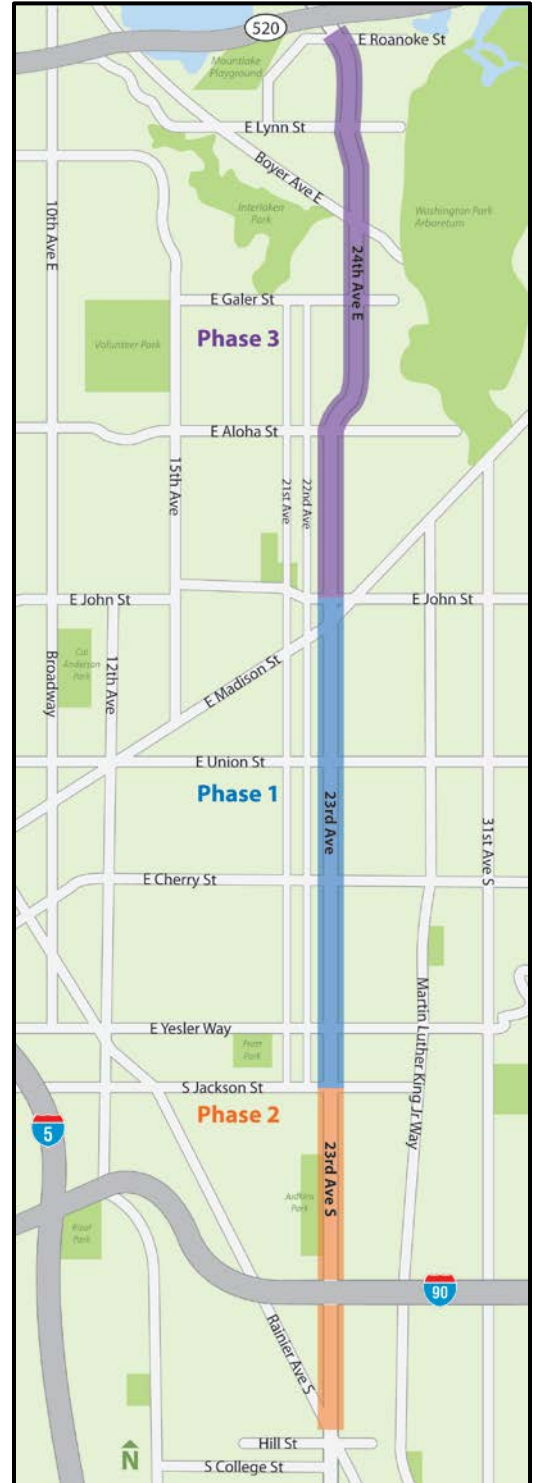 520
E Roanoke St
Mountlake
Playground
E Lynn St
Boyer Ave E
10th Ave E
Interlaken
Park
Washington Park
Arboretum
24th Ave E
E Galer St
Phase 3
Volunteer Park
E Aloha St
15th Ave
21st Ave
22nd Ave
E John St
E John St
Cal
Anderson
Park
Broadway
12th Ave
E Madison St
E Union St
Phase 1
23rd Ave
31st Ave S
E Cherry St
Martin Luther King Jr Way
E Yesler Way
Park
S Jackson St
Phase 2
5
23rd Ave S
Judkins
Park
Park
90
Rainier Ave S
Hill St
N
S College St